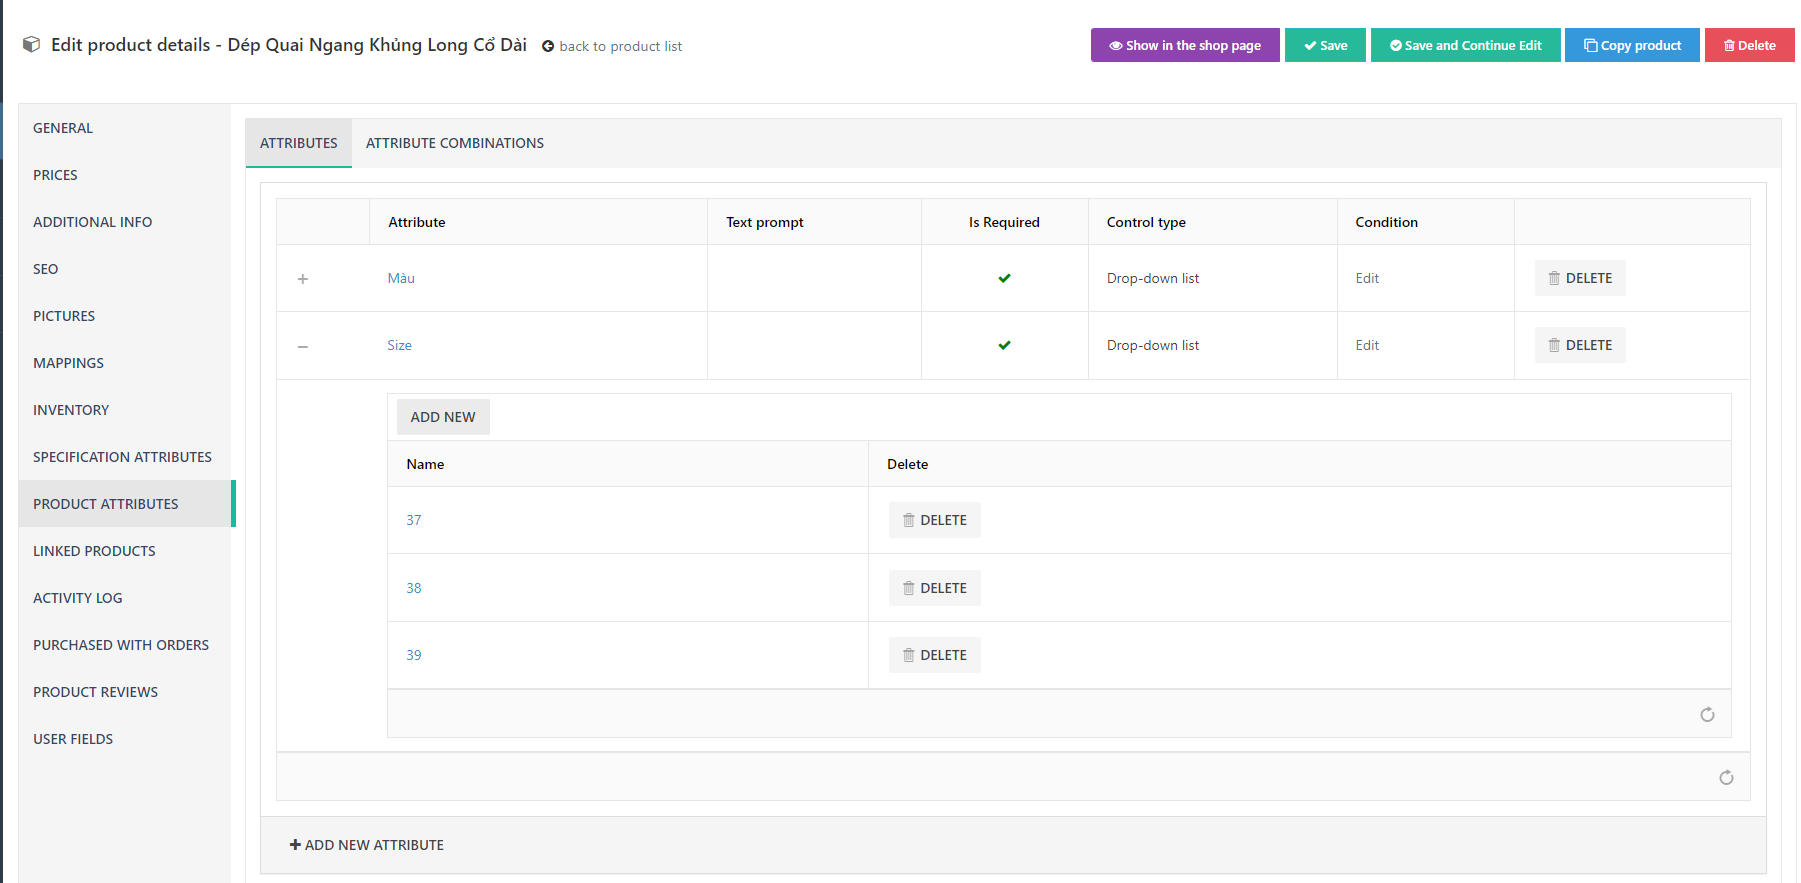 Edit product details - Dép Quai Ngang Khủng Long Cổ Dài back to product list
Show in the shop page Save Save and Continue Edit Copy product Delete
GENERAL
PRICES
ADDITIONAL INFO
SEO
PICTURES
MAPPINGS
INVENTORY
SPECIFICATION ATTRIBUTES
PRODUCT ATTRIBUTES
LINKED PRODUCTS
ACTIVITY LOG
PURCHASED WITH ORDERS
PRODUCT REVIEWS
USER FIELDS
ATTRIBUTES ATTRIBUTE COMBINATIONS
Attribute Text prompt Is Required Control type Condition
+ Màu Drop-down list Edit DELETE
− Size Drop-down list Edit DELETE
ADD NEW
Name Delete
37 DELETE
38 DELETE
39 DELETE
+ ADD NEW ATTRIBUTE